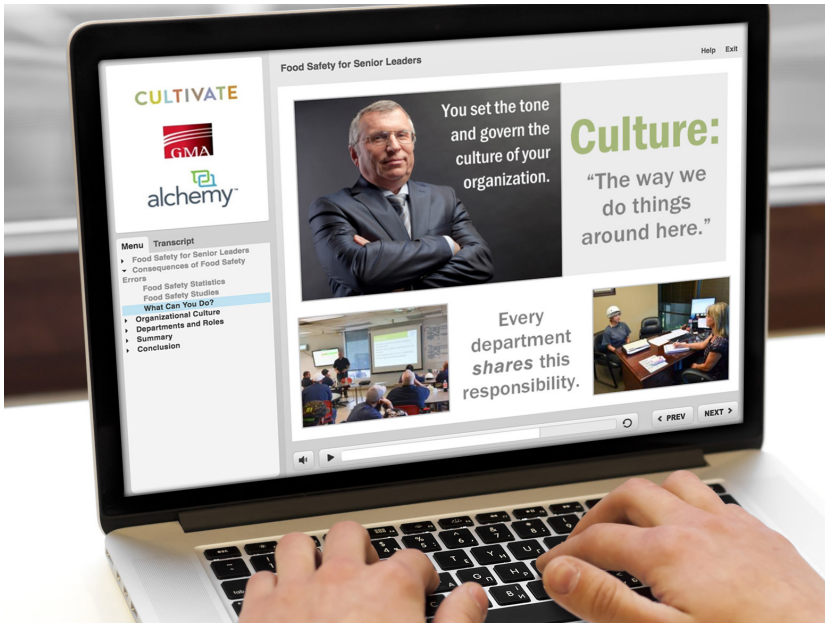 Food Safety for Senior Leaders
Help Exit
CULTIVATE
GMA
alchemy
Menu Transcript
Food Safety for Senior Leaders
Consequences of Food Safety
Errors
Food Safety Statistics
Food Safety Studies
What Can You Do?
Organizational Culture
Departments and Roles
Summary
Conclusion
You set the tone
and govern the
culture of your
organization.
Culture:
“The way we
do things
around here.”
Every
department
shares this
responsibility.
< PREV
NEXT >